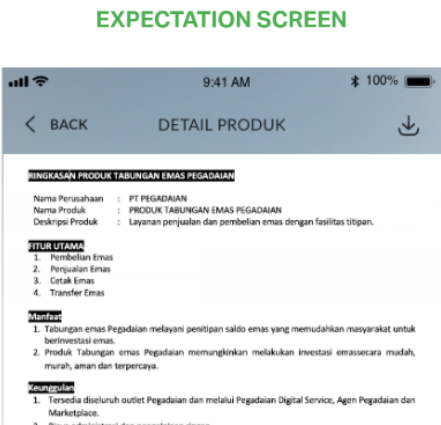 EXPECTATION SCREEN
9:41 AM
100%
BACK
DETAIL PRODUK
RINGKASAN PRODUK TABUNGAN EMAS PEGADAIAN
Nama Perusahaan : PT PEGADAIAN
Nama Produk : PRODUK TABUNGAN EMAS PEGADAIAN
Deskripsi Produk : Layanan penjualan dan pembelian emas dengan fasilitas titipan.
FITUR UTAMA
1. Pembelian Emas
2. Penjualan Emas
3. Cetak Emas
4. Transfer Emas
Manfaat
1. Tabungan emas Pegadaian melayani penitipan saldo emas yang memudahkan masyarakat untuk
berinvestasi emas.
2. Produk Tabungan emas Pegadaian memungkinkan melakukan investasi emassecara mudah,
murah, aman dan terpercaya.
Keunggulan
1. Tersedia diseluruh outlet Pegadaian dan melalui Pegadaian Digital Service, Agen Pegadaian dan
Marketplace.